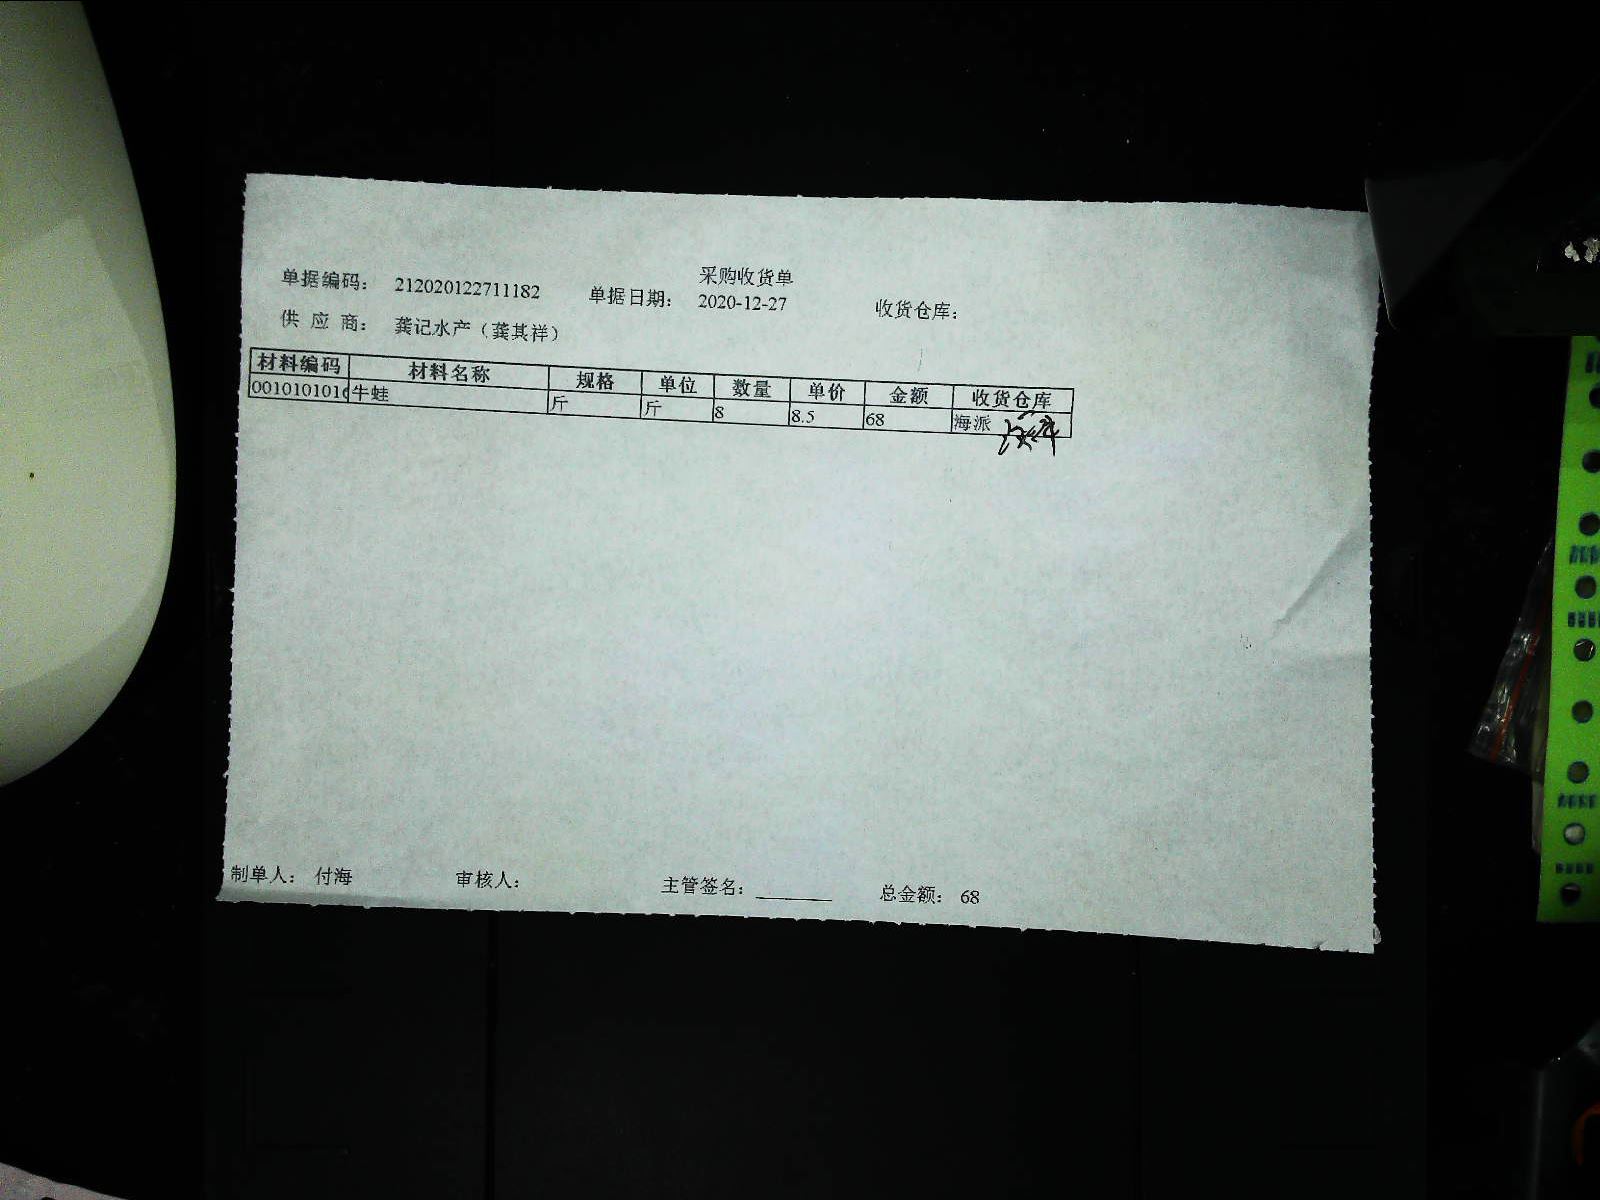 采购收货单
单据编码： 212020122711182 单据日期： 2020-12-27 收货仓库：
供 应 商： 龚记水产（龚其祥）
材料编码 材料名称 规格 单位 数量 单价 金额 收货仓库
001010101 牛蛙 斤 斤 8 8.5 68 海派
制单人： 付海 审核人： 主管签名： 总金额： 68